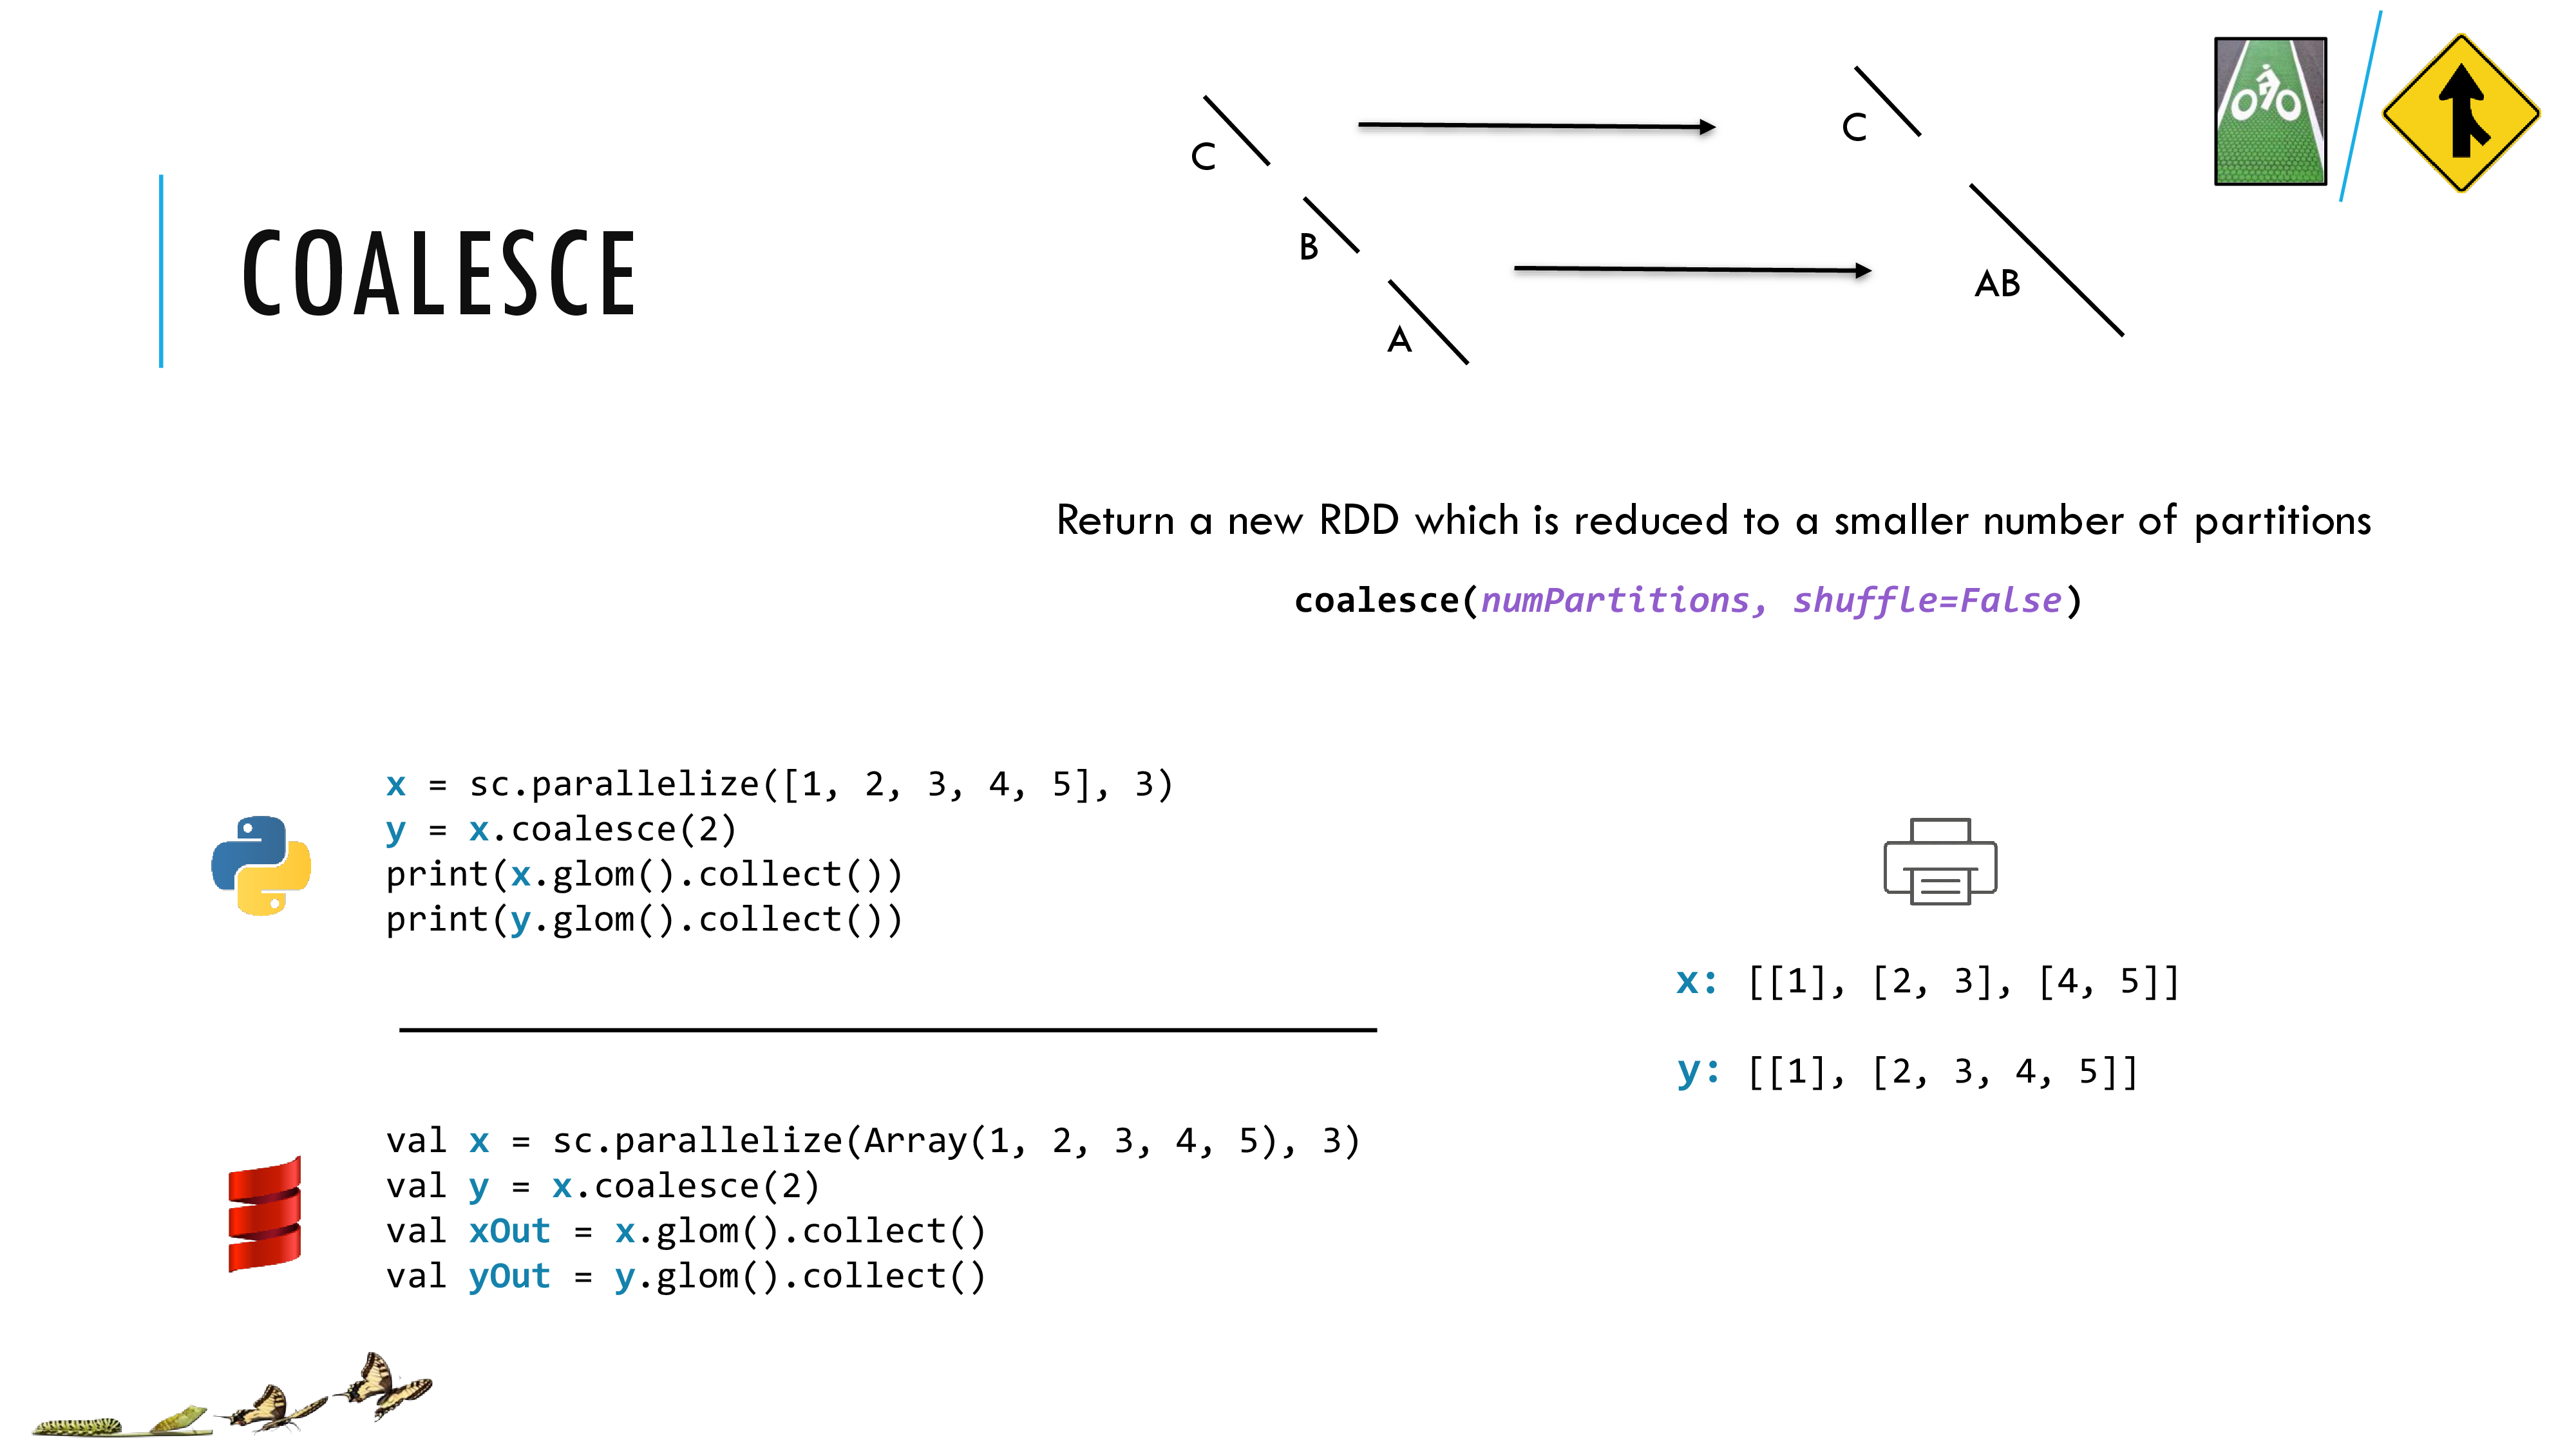 COALESCE
C
B
A
C
AB
Return a new RDD which is reduced to a smaller number of partitions
coalesce(numPartitions, shuffle=False)
x = sc.parallelize([1, 2, 3, 4, 5], 3)
y = x.coalesce(2)
print(x.glom().collect())
print(y.glom().collect())
x: [[1], [2, 3], [4, 5]]
y: [[1], [2, 3, 4, 5]]
val x = sc.parallelize(Array(1, 2, 3, 4, 5), 3)
val y = x.coalesce(2)
val xOut = x.glom().collect()
val yOut = y.glom().collect()